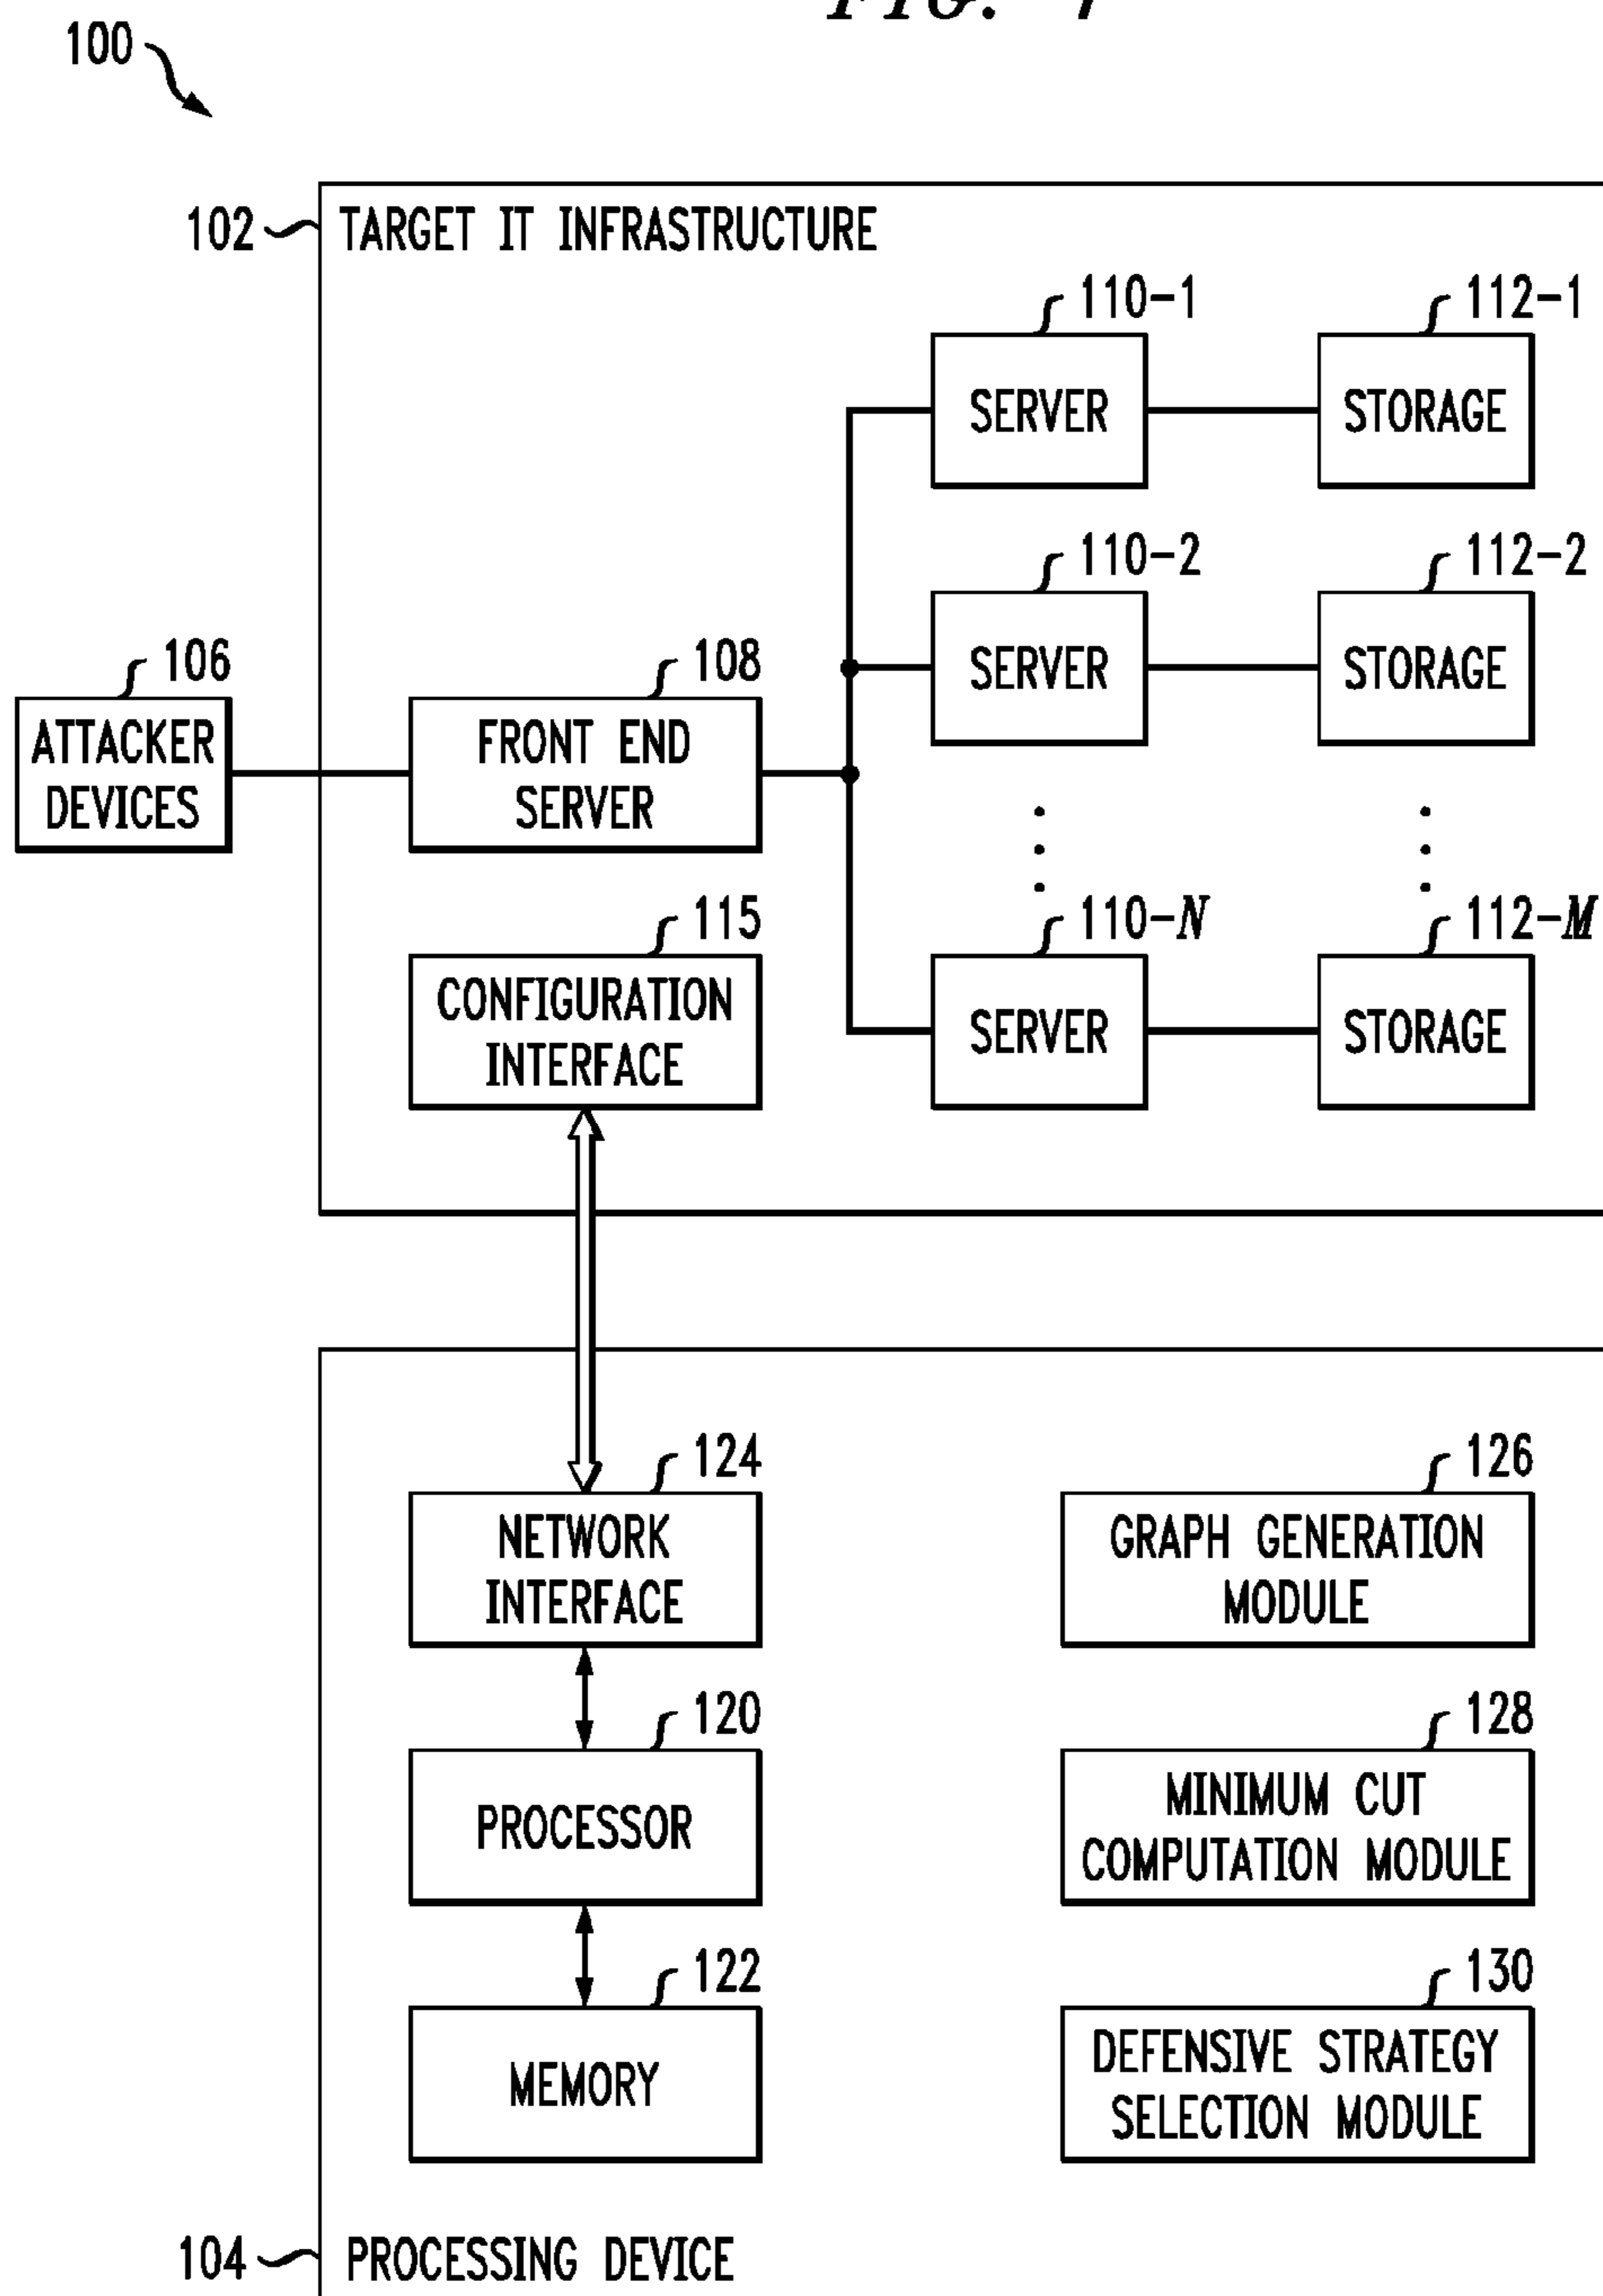 FIG. 1
100
102
TARGET IT INFRASTRUCTURE
110-1
112-1
SERVER
STORAGE
110-2
112-2
SERVER
STORAGE
106
108
ATTACKER
DEVICES
FRONT END
SERVER
115
110-N
112-M
CONFIGURATION
INTERFACE
SERVER
STORAGE
124
126
NETWORK
INTERFACE
GRAPH GENERATION
MODULE
120
128
PROCESSOR
MINIMUM CUT
COMPUTATION MODULE
122
130
MEMORY
DEFENSIVE STRATEGY
SELECTION MODULE
104
PROCESSING DEVICE